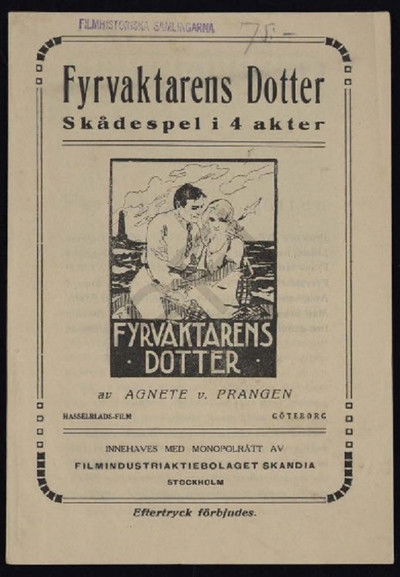 FILMHISTORISKA SAMLINGARNA
75:-
Fyrvaktarens Dotter
Skådespel i 4 akter
FYRVAKTARENS
· DOTTER ·
av AGNETE v. PRANGEN
HASSELBLADS-FILM GÖTEBORG
INNEHAVES MED MONOPOLRÄTT AV
FILMINDUSTRIAKTIEBOLAGET SKANDIA
STOCKHOLM
Eftertryck förbjudes.